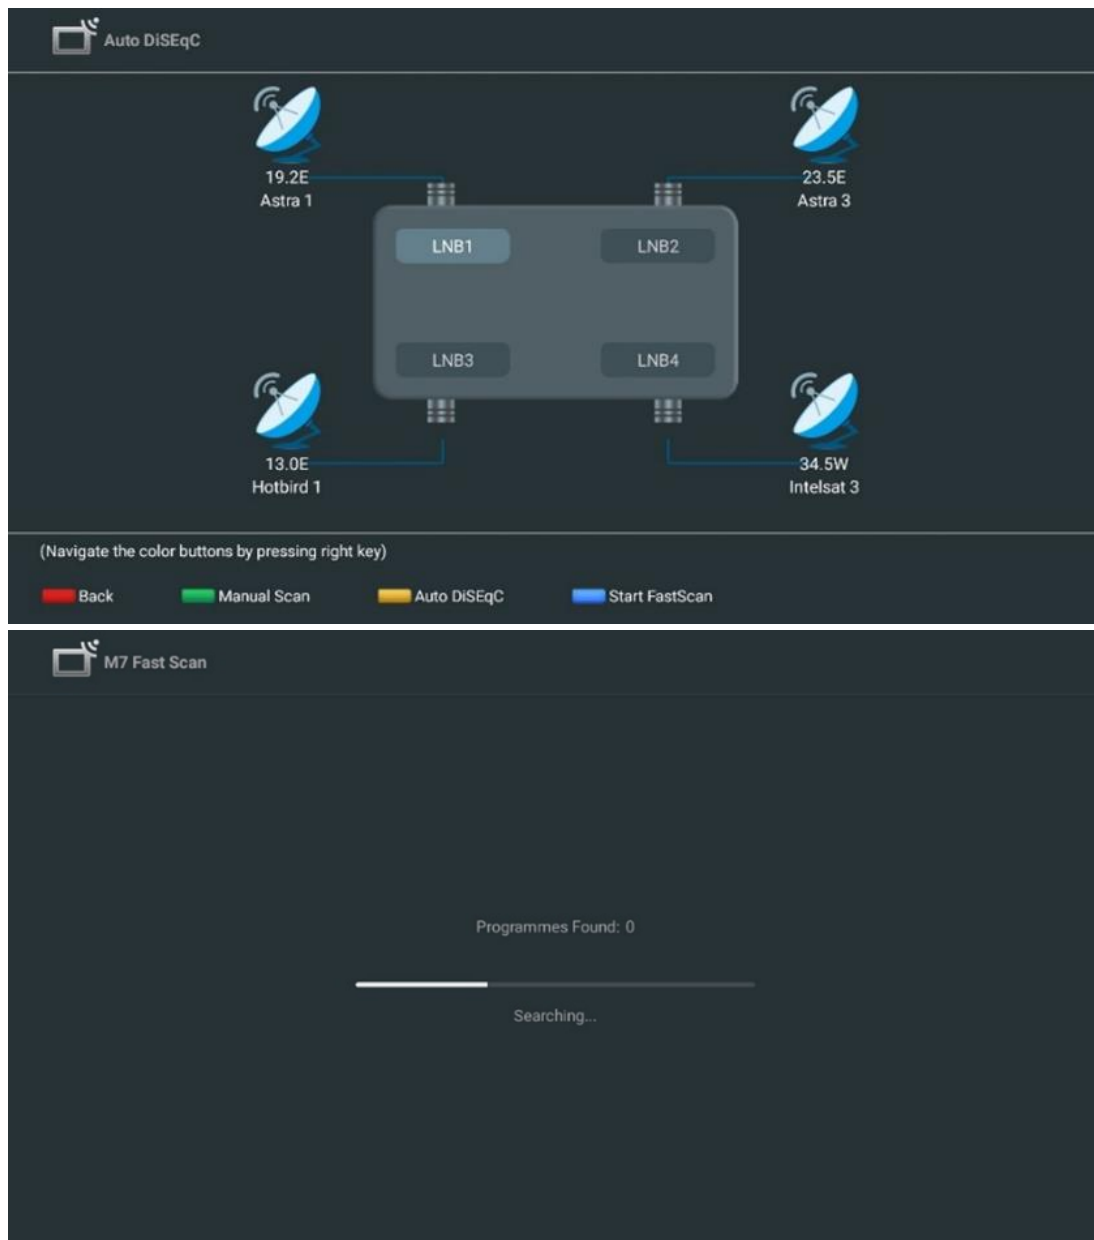 Auto DiSEqC
19.2E
Astra 1
23.5E
Astra 3
LNB1
LNB2
LNB3
LNB4
13.0E
Hotbird 1
34.5W
Intelsat 3
(Navigate the color buttons by pressing right key)
Back Manual Scan Auto DiSEqC Start FastScan
M7 Fast Scan
Programmes Found: 0
Searching...